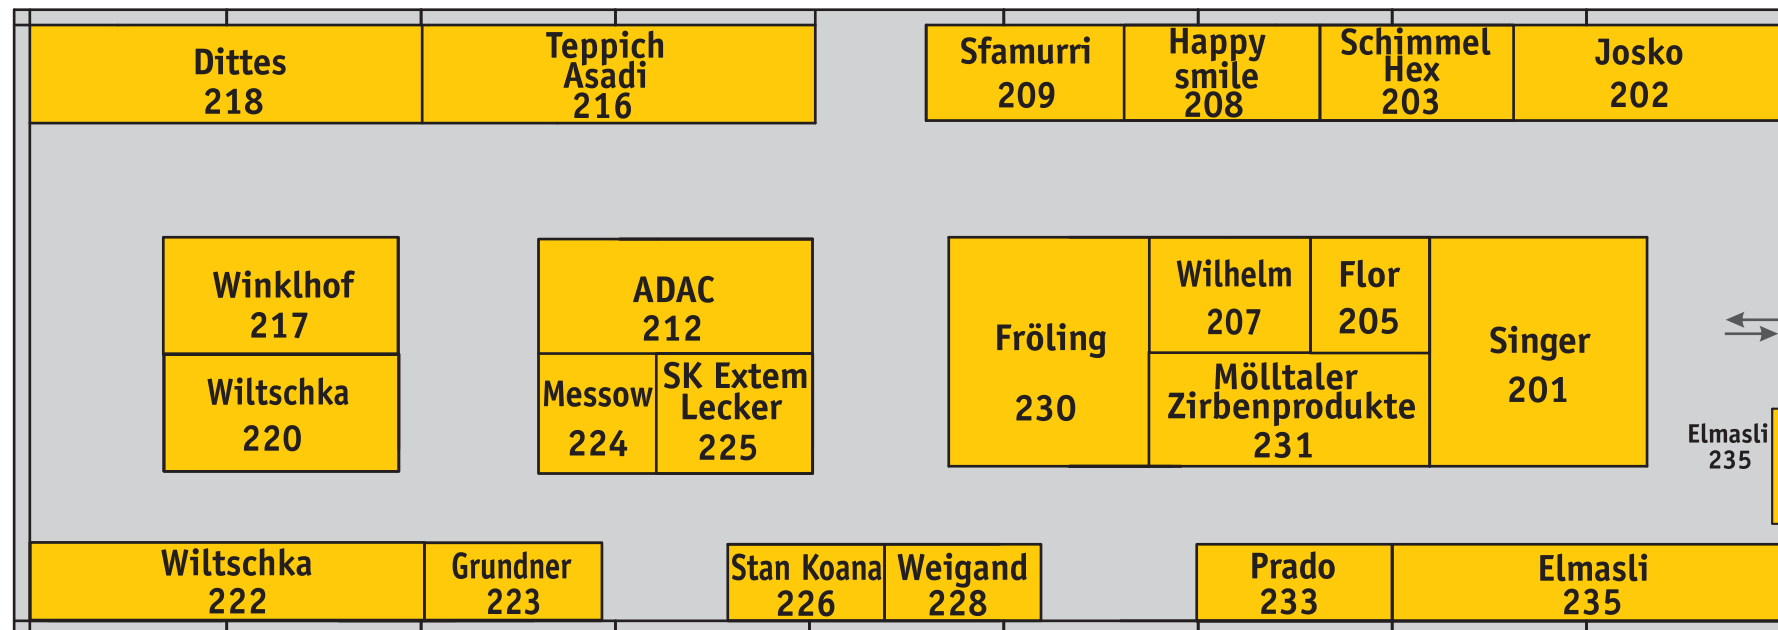 Dittes
218
Teppich
Asadi
216
Sfamurri
209
Happy
smile
208
Schimmel
Hex
203
Josko
202
Winklhof
217
Wiltschka
220
ADAC
212
Messow
224
SK Extem
Lecker
225
Fröling
230
Wilhelm
207
Flor
205
Mölltaler
Zirbenprodukte
231
Singer
201
Elmasli
235
Wiltschka
222
Grundner
223
Stan Koana
226
Weigand
228
Prado
233
Elmasli
235